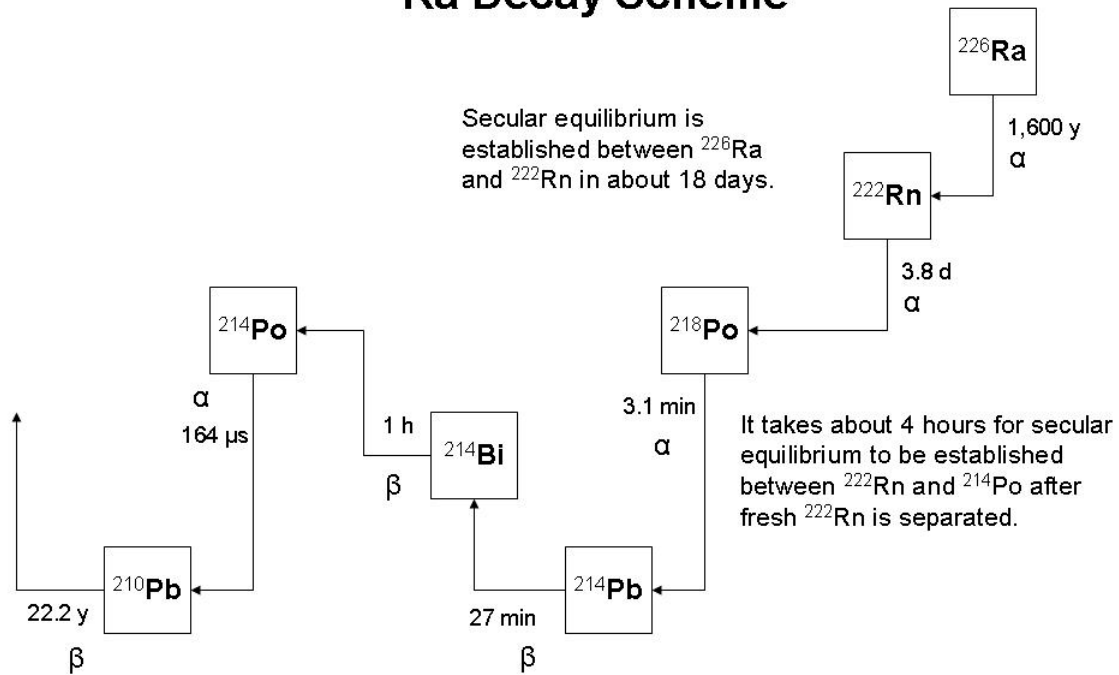 Ra Decay Scheme
²²⁶Ra
1,600 y
α
Secular equilibrium is
established between ²²⁶Ra
and ²²²Rn in about 18 days.
²²²Rn
3.8 d
α
²¹⁴Po
²¹⁸Po
α
164 µs
3.1 min
α
1 h
β
²¹⁴Bi
It takes about 4 hours for secular
equilibrium to be established
between ²²²Rn and ²¹⁴Po after
fresh ²²²Rn is separated.
²¹⁰Pb
²¹⁴Pb
22.2 y
β
27 min
β